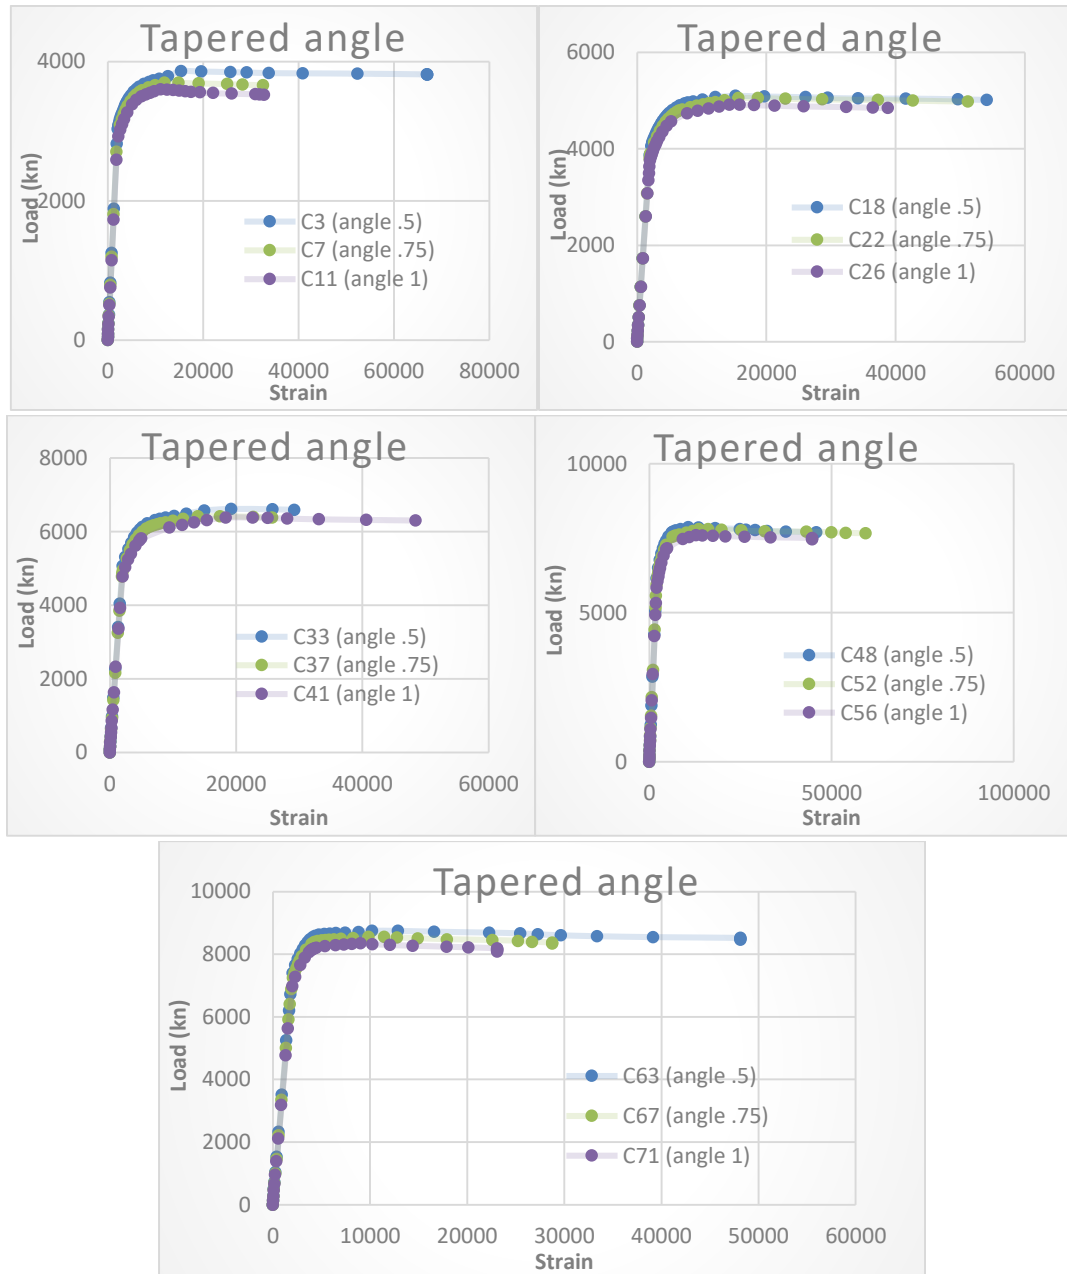 Tapered angle
4000
2000
0
Load (kn)
C3 (angle .5)
C7 (angle .75)
C11 (angle 1)
0 20000 40000 60000 80000
Strain
Tapered angle
6000
4000
2000
0
Load (kn)
C18 (angle .5)
C22 (angle .75)
C26 (angle 1)
0 20000 40000 60000
Strain
Tapered angle
8000
6000
4000
2000
0
Load (kn)
C33 (angle .5)
C37 (angle .75)
C41 (angle 1)
0 20000 40000 60000
Strain
Tapered angle
10000
5000
0
Load (kn)
C48 (angle .5)
C52 (angle .75)
C56 (angle 1)
0 50000 100000
Strain
Tapered angle
10000
8000
6000
4000
2000
0
Load (kn)
C63 (angle .5)
C67 (angle .75)
C71 (angle 1)
0 10000 20000 30000 40000 50000 60000
Strain